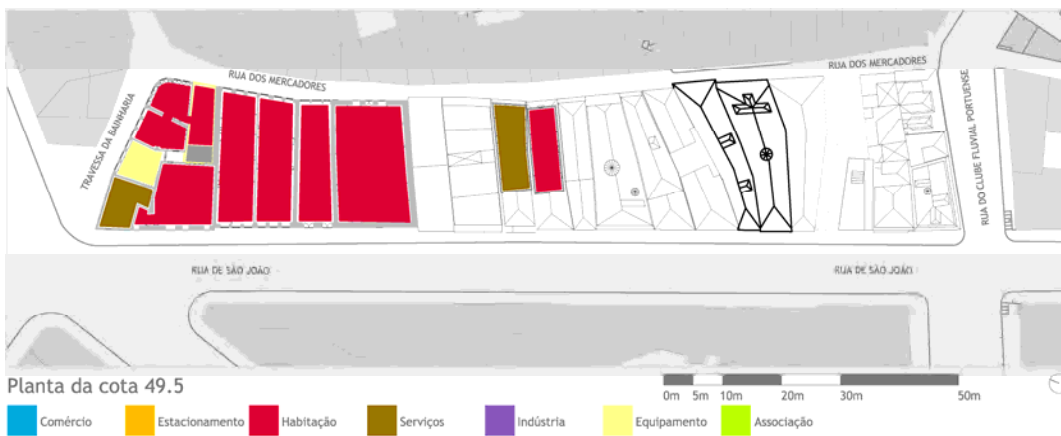 RUA DOS MERCADORES
RUA DOS MERCADORES
TRAVESSA DA BAINHARIA
RUA DO CLUBE FLUVIAL PORTUENSE
RUA DE SÃO JOÃO
RUA DE SÃO JOÃO
Planta da cota 49.5
0m 5m 10m 20m 30m 50m
Comércio Estacionamento Habitação Serviços Indústria Equipamento Associação